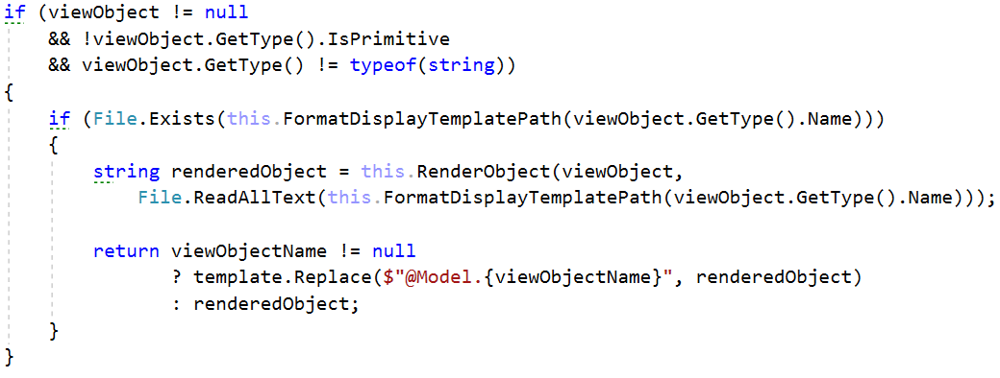 if (viewObject != null
    && !viewObject.GetType().IsPrimitive
    && viewObject.GetType() != typeof(string))
{
    if (File.Exists(this.FormatDisplayTemplatePath(viewObject.GetType().Name)))
    {
        string renderedObject = this.RenderObject(viewObject,
            File.ReadAllText(this.FormatDisplayTemplatePath(viewObject.GetType().Name)));

        return viewObjectName != null
               ? template.Replace($"@Model.{viewObjectName}", renderedObject)
               : renderedObject;
    }
}